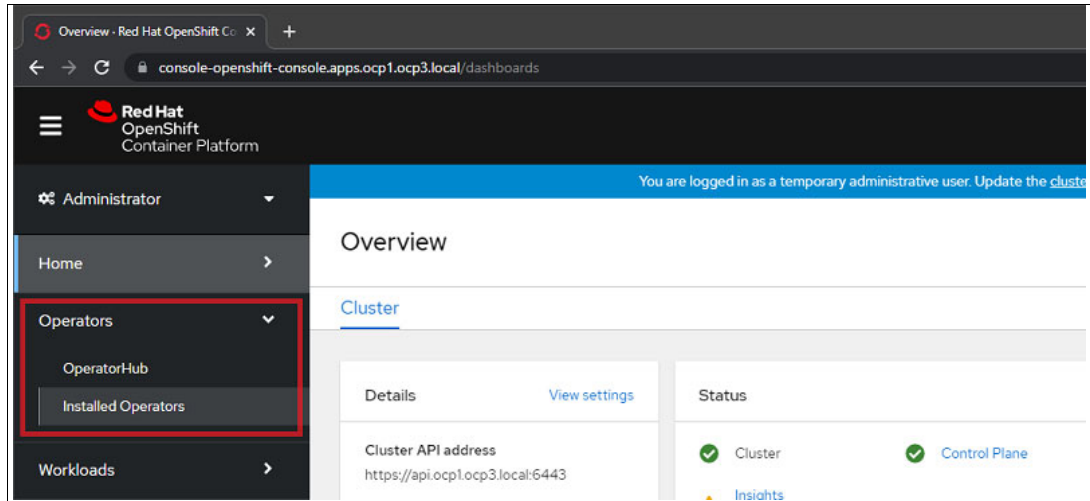 Overview · Red Hat OpenShift Co
console-openshift-console.apps.ocp1.ocp3.local/dashboards
Red Hat
OpenShift
Container Platform
You are logged in as a temporary administrative user. Update the cluste
Administrator
Overview
Home
Cluster
Operators
OperatorHub
Details View settings Status
Installed Operators
Cluster API address Cluster Control Plane
https://api.ocp1.ocp3.local:6443
Workloads
Insights